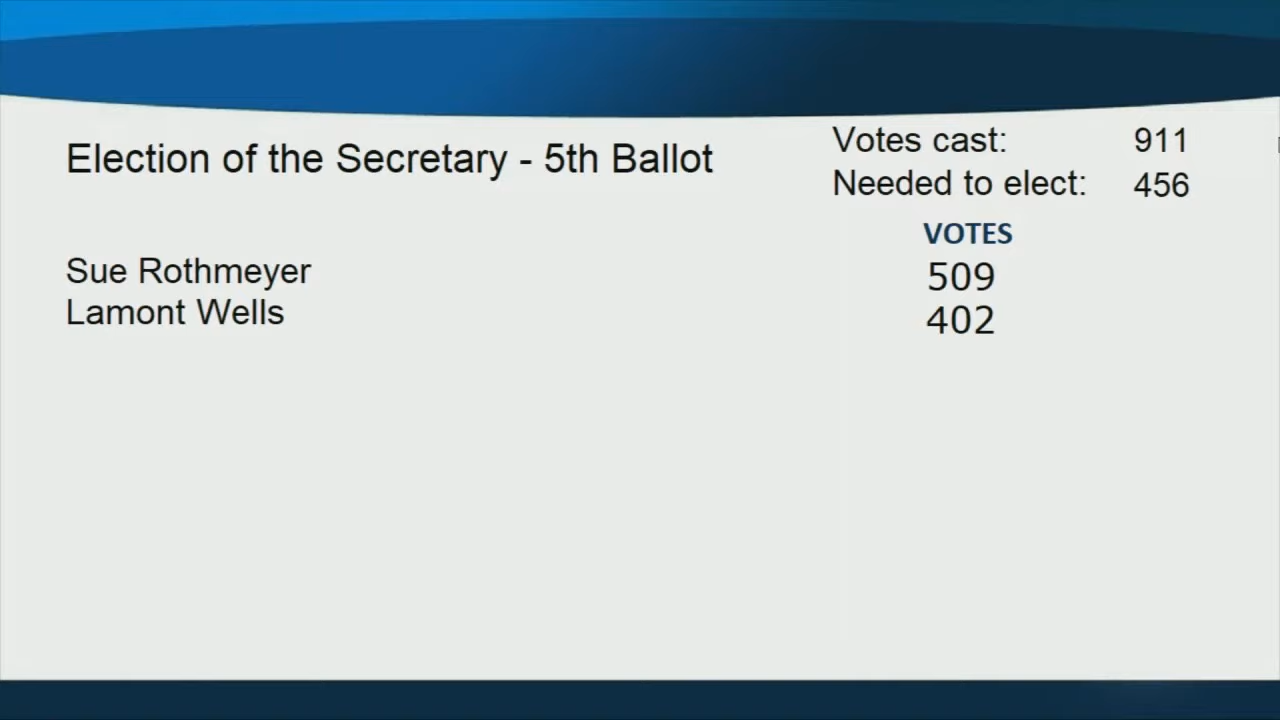 Election of the Secretary - 5th Ballot
Votes cast: 911
Needed to elect: 456
VOTES
Sue Rothmeyer 509
Lamont Wells 402